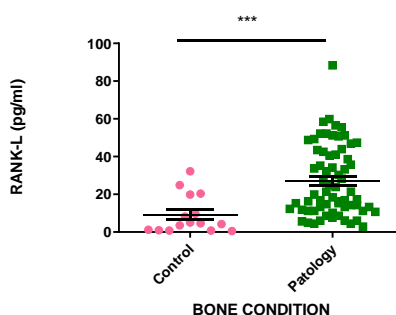 ***
100
80
60
40
20
0
RANK-L (pg/ml)
Control
Patology
BONE CONDITION